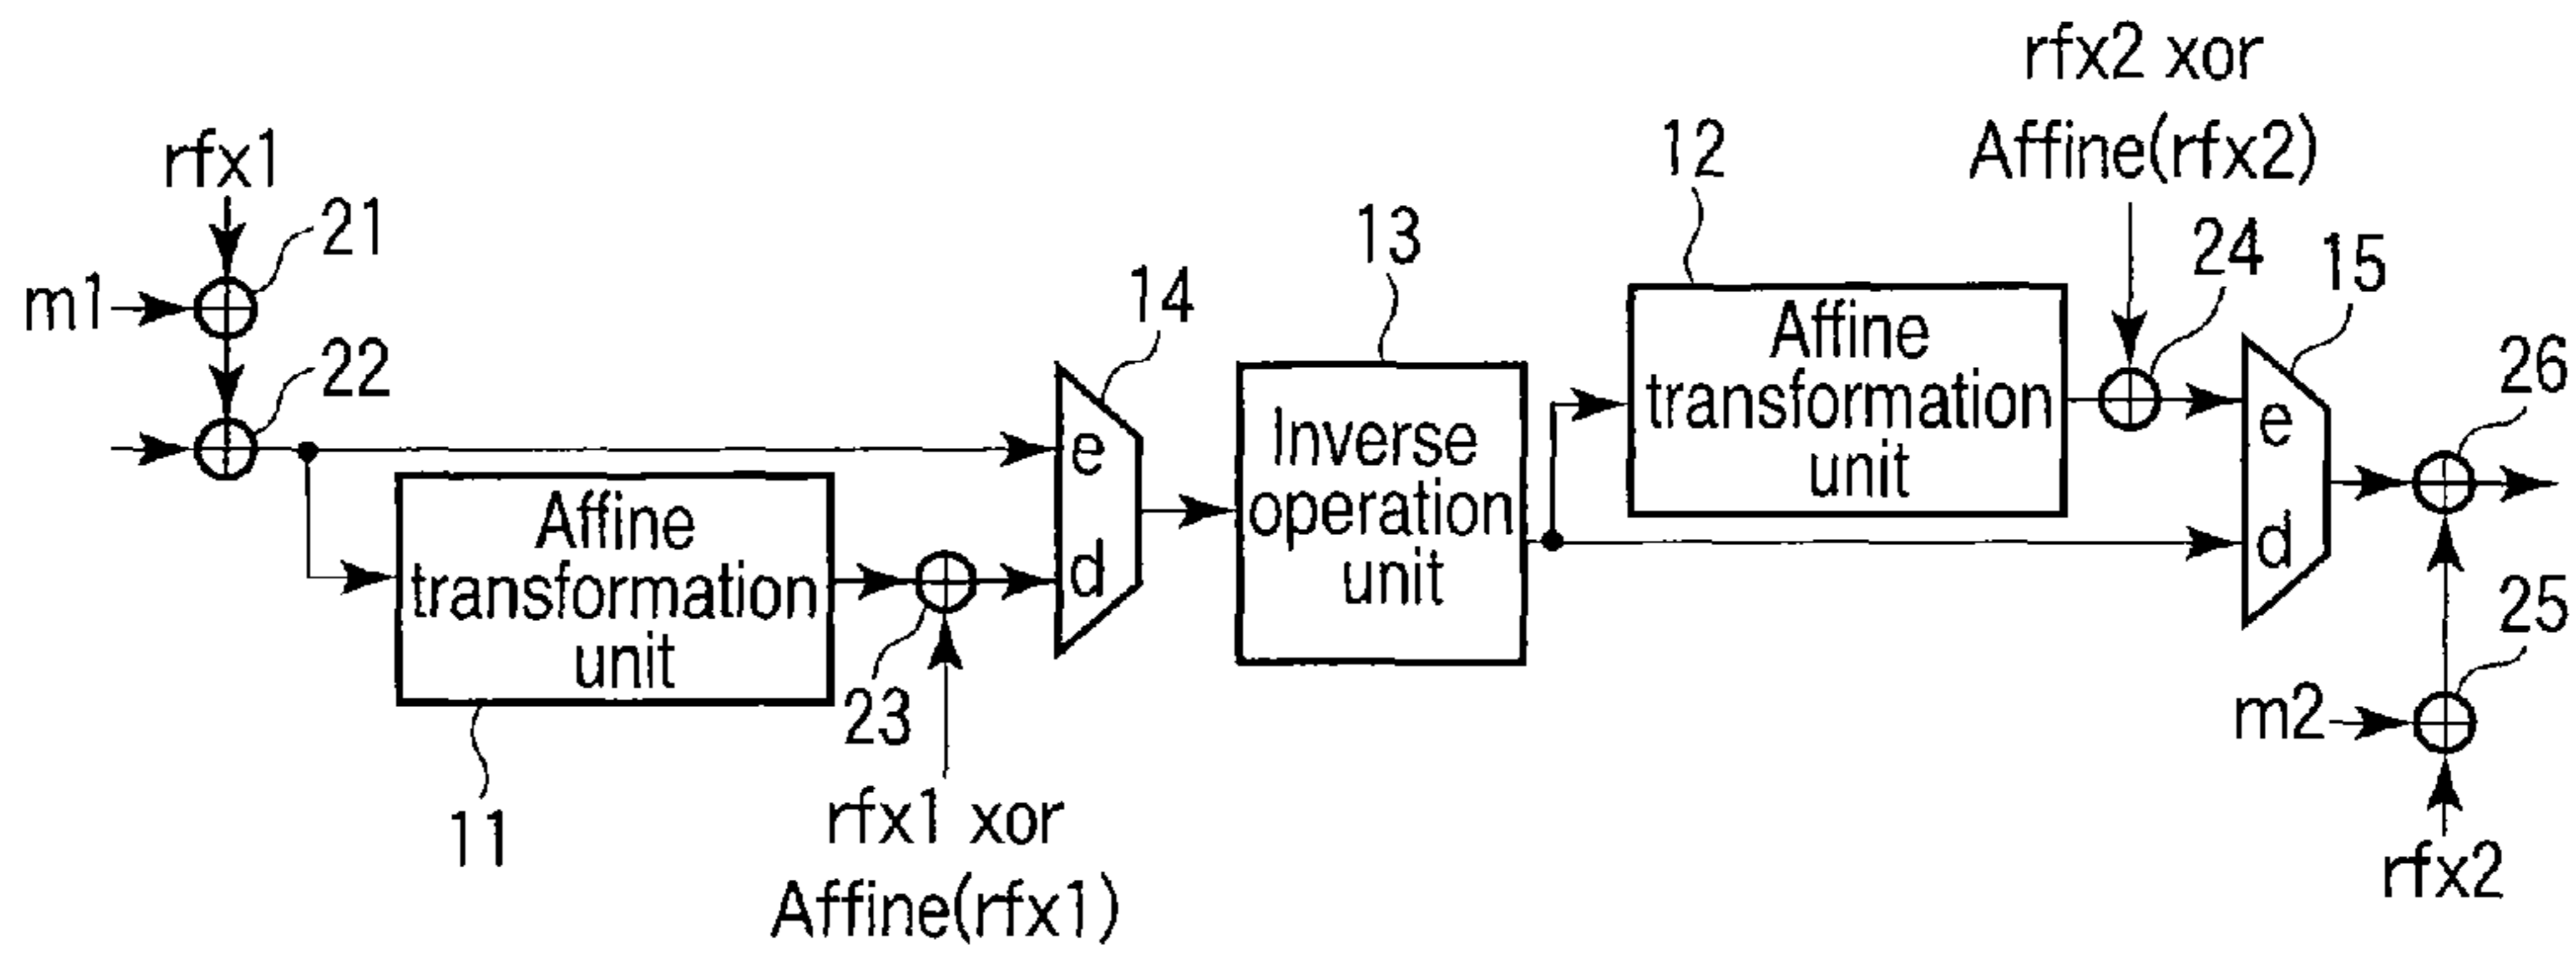 rfx2 xor
Affine(rfx2)
12
rfx1
21
13
24
15
14
m1
22
26
Affine
transformation
unit
e
e
Inverse
operation
unit
Affine
transformation
unit
d
d
25
23
m2
11
rfx1 xor
Affine(rfx1)
rfx2